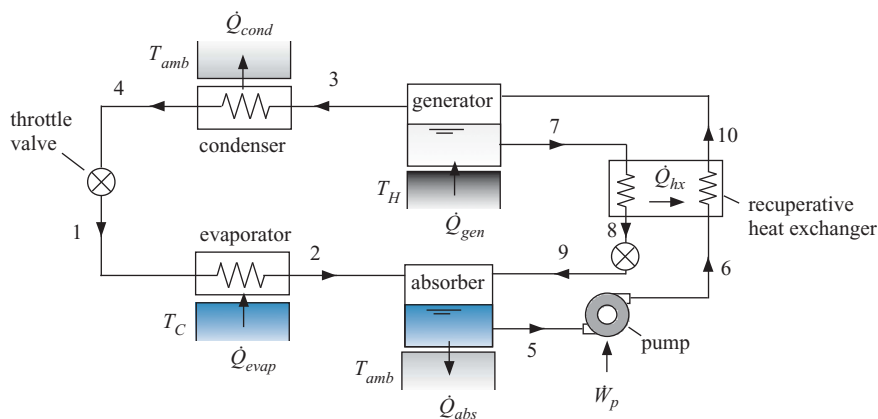 Q̇cond
Tamb
4
3
throttle
valve
condenser
generator
7
10
TH
Q̇gen
Q̇hx
recuperative
heat exchanger
1
evaporator
2
8
9
6
absorber
TC
Q̇evap
5
pump
Tamb
Ẇp
Q̇abs